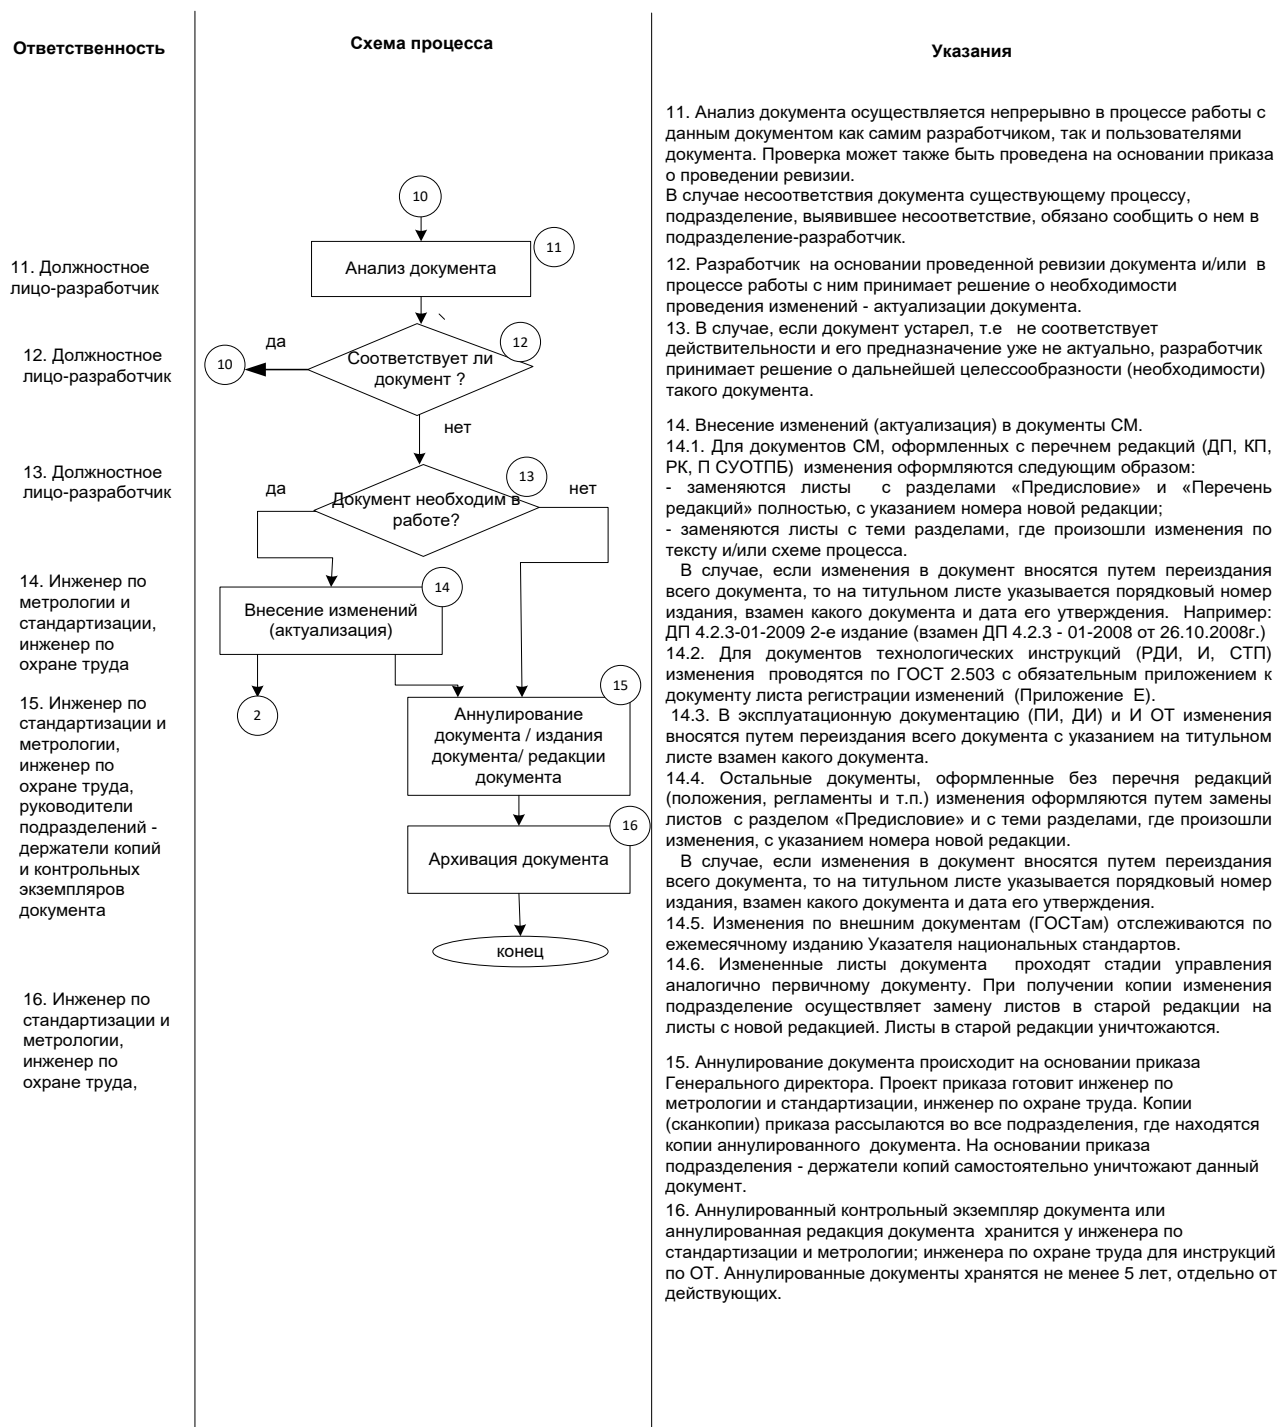 Ответственность
Схема процесса
Указания
11. Должностное
лицо-разработчик
12. Должностное
лицо-разработчик
13. Должностное
лицо-разработчик
14. Инженер по
метрологии и
стандартизации,
инженер по
охране труда
15. Инженер по
стандартизации и
метрологии,
инженер по
охране труда,
руководители
подразделений -
держатели копий
и контрольных
экземпляров
документа
16. Инженер по
стандартизации и
метрологии,
инженер по
охране труда,
10
11
Анализ документа
12
да
10
Соответствует ли
документ ?
нет
13
да
нет
Документ необходим в
работе?
14
Внесение изменений
(актуализация)
2
15
Аннулирование
документа / издания
документа/ редакции
документа
16
Архивация документа
конец
11. Анализ документа осуществляется непрерывно в процессе работы с
данным документом как самим разработчиком, так и пользователями
документа. Проверка может также быть проведена на основании приказа
о проведении ревизии.
В случае несоответствия документа существующему процессу,
подразделение, выявившее несоответствие, обязано сообщить о нем в
подразделение-разработчик.
12. Разработчик на основании проведенной ревизии документа и/или в
процессе работы с ним принимает решение о необходимости
проведения изменений - актуализации документа.
13. В случае, если документ устарел, т.е не соответствует
действительности и его предназначение уже не актуально, разработчик
принимает решение о дальнейшей целессообразности (необходимости)
такого документа.
14. Внесение изменений (актуализация) в документы СМ.
14.1. Для документов СМ, оформленных с перечнем редакций (ДП, КП,
РК, П СУОТПБ) изменения оформляются следующим образом:
- заменяются листы с разделами «Предисловие» и «Перечень
редакций» полностью, с указанием номера новой редакции;
- заменяются листы с теми разделами, где произошли изменения по
тексту и/или схеме процесса.
В случае, если изменения в документ вносятся путем переиздания
всего документа, то на титульном листе указывается порядковый номер
издания, взамен какого документа и дата его утверждения. Например:
ДП 4.2.3-01-2009 2-е издание (взамен ДП 4.2.3 - 01-2008 от 26.10.2008г.)
14.2. Для документов технологических инструкций (РДИ, И, СТП)
изменения проводятся по ГОСТ 2.503 с обязательным приложением к
документу листа регистрации изменений (Приложение Е).
14.3. В эксплуатационную документацию (ПИ, ДИ) и И ОТ изменения
вносятся путем переиздания всего документа с указанием на титульном
листе взамен какого документа.
14.4. Остальные документы, оформленные без перечня редакций
(положения, регламенты и т.п.) изменения оформляются путем замены
листов с разделом «Предисловие» и с теми разделами, где произошли
изменения, с указанием номера новой редакции.
В случае, если изменения в документ вносятся путем переиздания
всего документа, то на титульном листе указывается порядковый номер
издания, взамен какого документа и дата его утверждения.
14.5. Изменения по внешним документам (ГОСТам) отслеживаются по
ежемесячному изданию Указателя национальных стандартов.
14.6. Измененные листы документа проходят стадии управления
аналогично первичному документу. При получении копии изменения
подразделение осуществляет замену листов в старой редакции на
листы с новой редакцией. Листы в старой редакции уничтожаются.
15. Аннулирование документа происходит на основании приказа
Генерального директора. Проект приказа готовит инженер по
метрологии и стандартизации, инженер по охране труда. Копии
(сканкопии) приказа рассылаются во все подразделения, где находятся
копии аннулированного документа. На основании приказа
подразделения - держатели копий самостоятельно уничтожают данный
документ.
16. Аннулированный контрольный экземпляр документа или
аннулированная редакция документа хранится у инженера по
стандартизации и метрологии; инженера по охране труда для инструкций
по ОТ. Аннулированные документы хранятся не менее 5 лет, отдельно от
действующих.